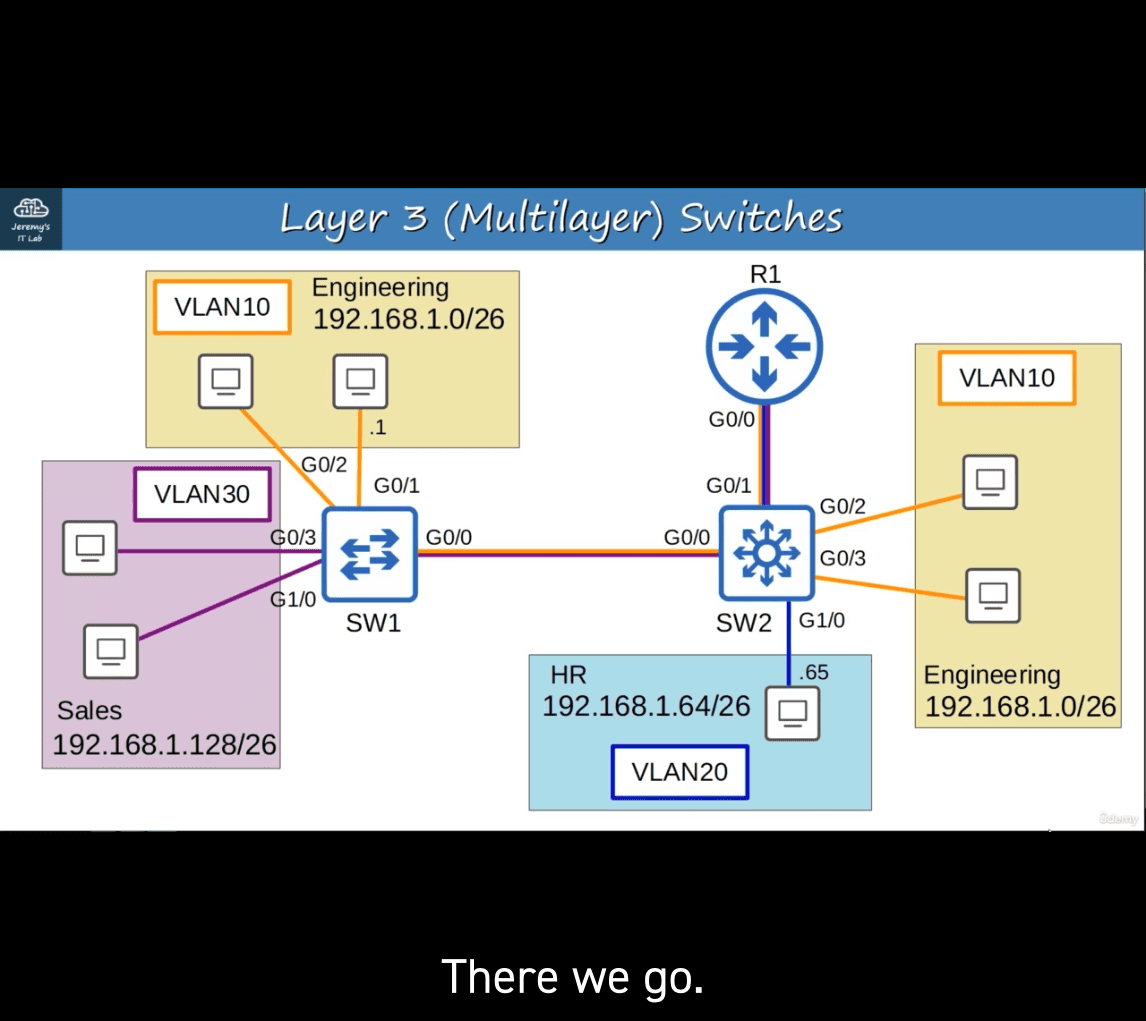 Jeremy's
IT Lab
Layer 3 (Multilayer) Switches
VLAN10
Engineering
192.168.1.0/26
.1
G0/2
G0/1
VLAN30
G0/3
G1/0
Sales
192.168.1.128/26
SW1
G0/0
R1
G0/0
G0/1
G0/0
SW2
G0/2
G0/3
G1/0
VLAN10
Engineering
192.168.1.0/26
HR
192.168.1.64/26
.65
VLAN20
ûdemy
There we go.